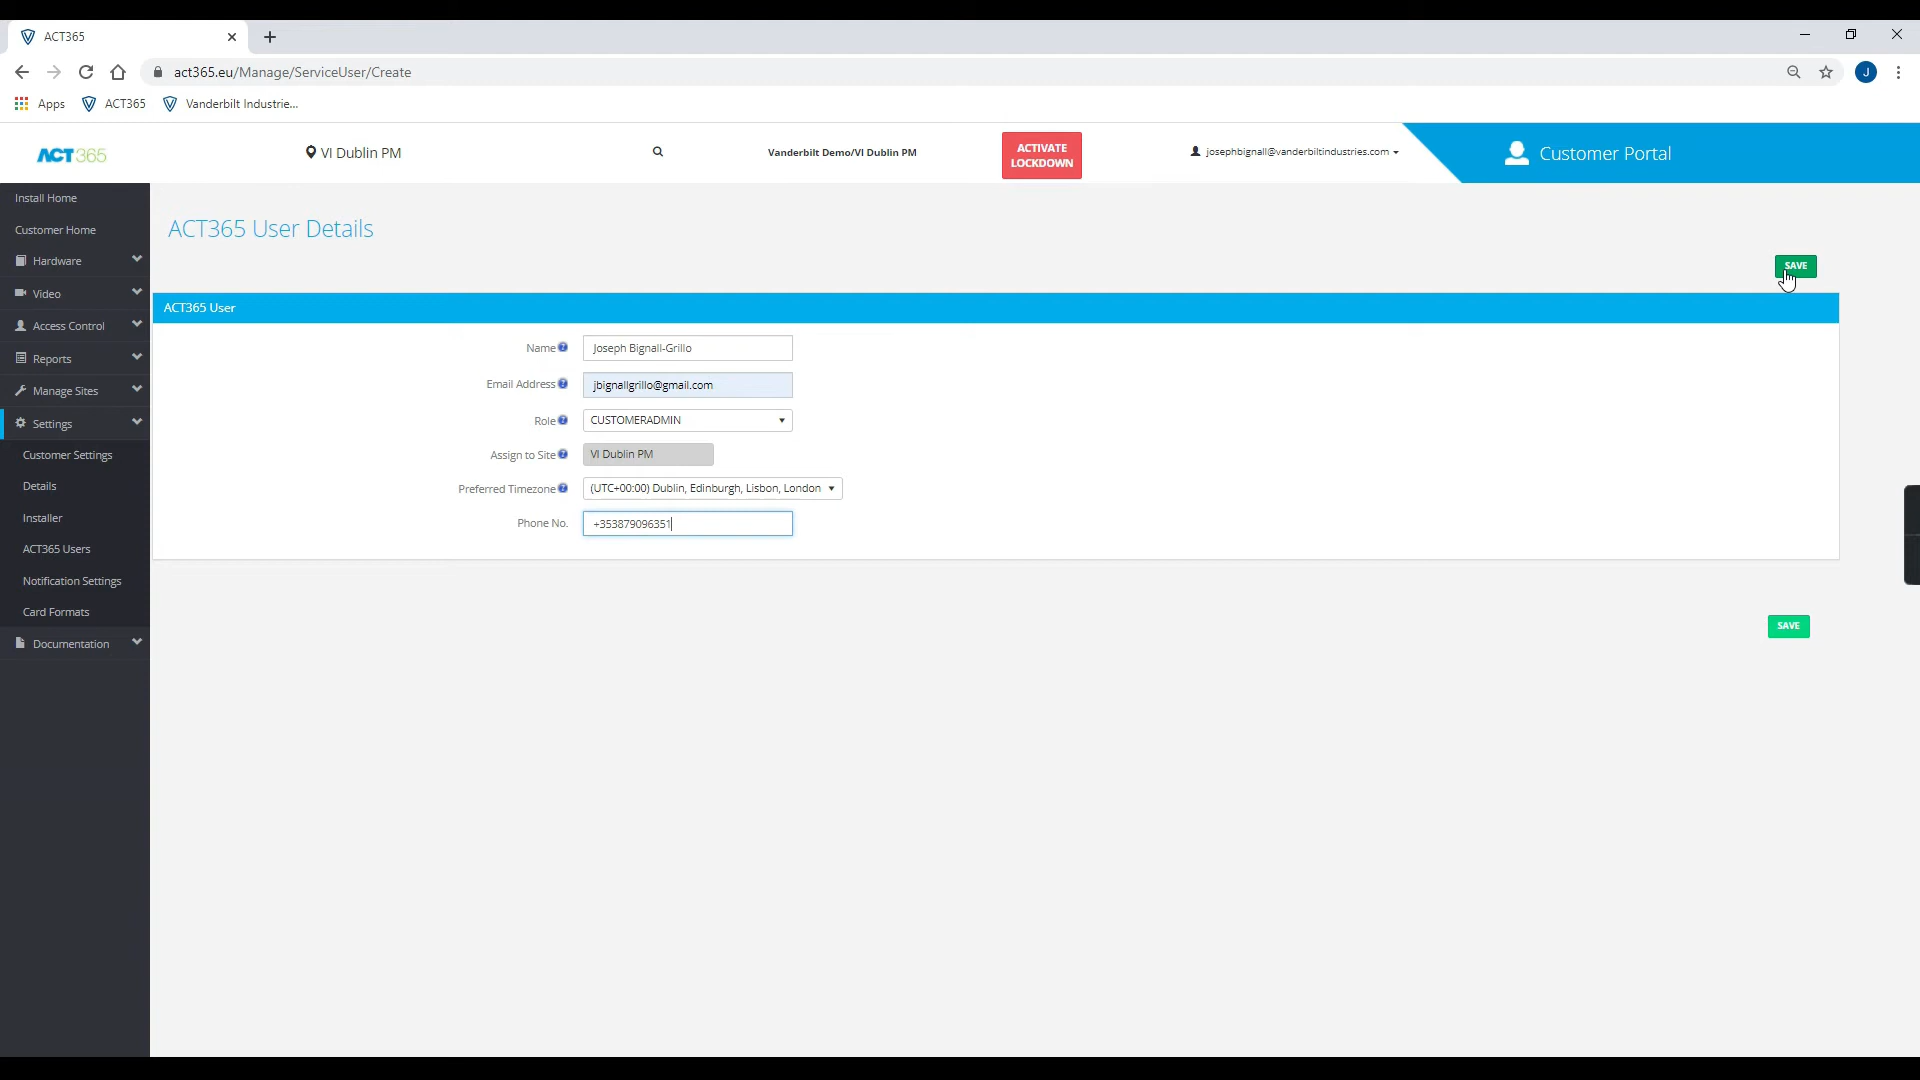 ACT365
act365.eu/Manage/ServiceUser/Create
J
Apps
ACT365
Vanderbilt Industrie...
ACT365
VI Dublin PM
Vanderbilt Demo/VI Dublin PM
ACTIVATE
LOCKDOWN
josephbignall@vanderbiltindustries.com
Customer Portal
Install Home
Customer Home
Hardware
Video
Access Control
Reports
Manage Sites
Settings
Customer Settings
Details
Installer
ACT365 Users
Notification Settings
Card Formats
Documentation
ACT365 User Details
SAVE
ACT365 User
Name Joseph Bignall-Grillo
Email Address jbignallgrillo@gmail.com
Role CUSTOMERADMIN
Assign to Site VI Dublin PM
Preferred Timezone (UTC+00:00) Dublin, Edinburgh, Lisbon, London
Phone No. +353879096351
SAVE